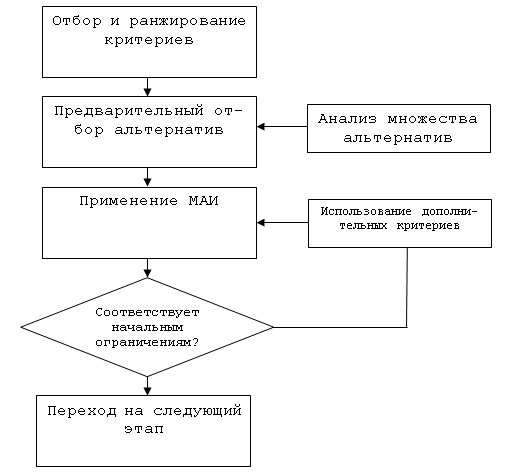 Отбор и ранжирование
критериев
Предварительный от-
бор альтернатив
Анализ множества
альтернатив
Применение МАИ
Использование дополни-
тельных критериев
Соответствует
начальным
ограничениям?
Переход на следующий
этап